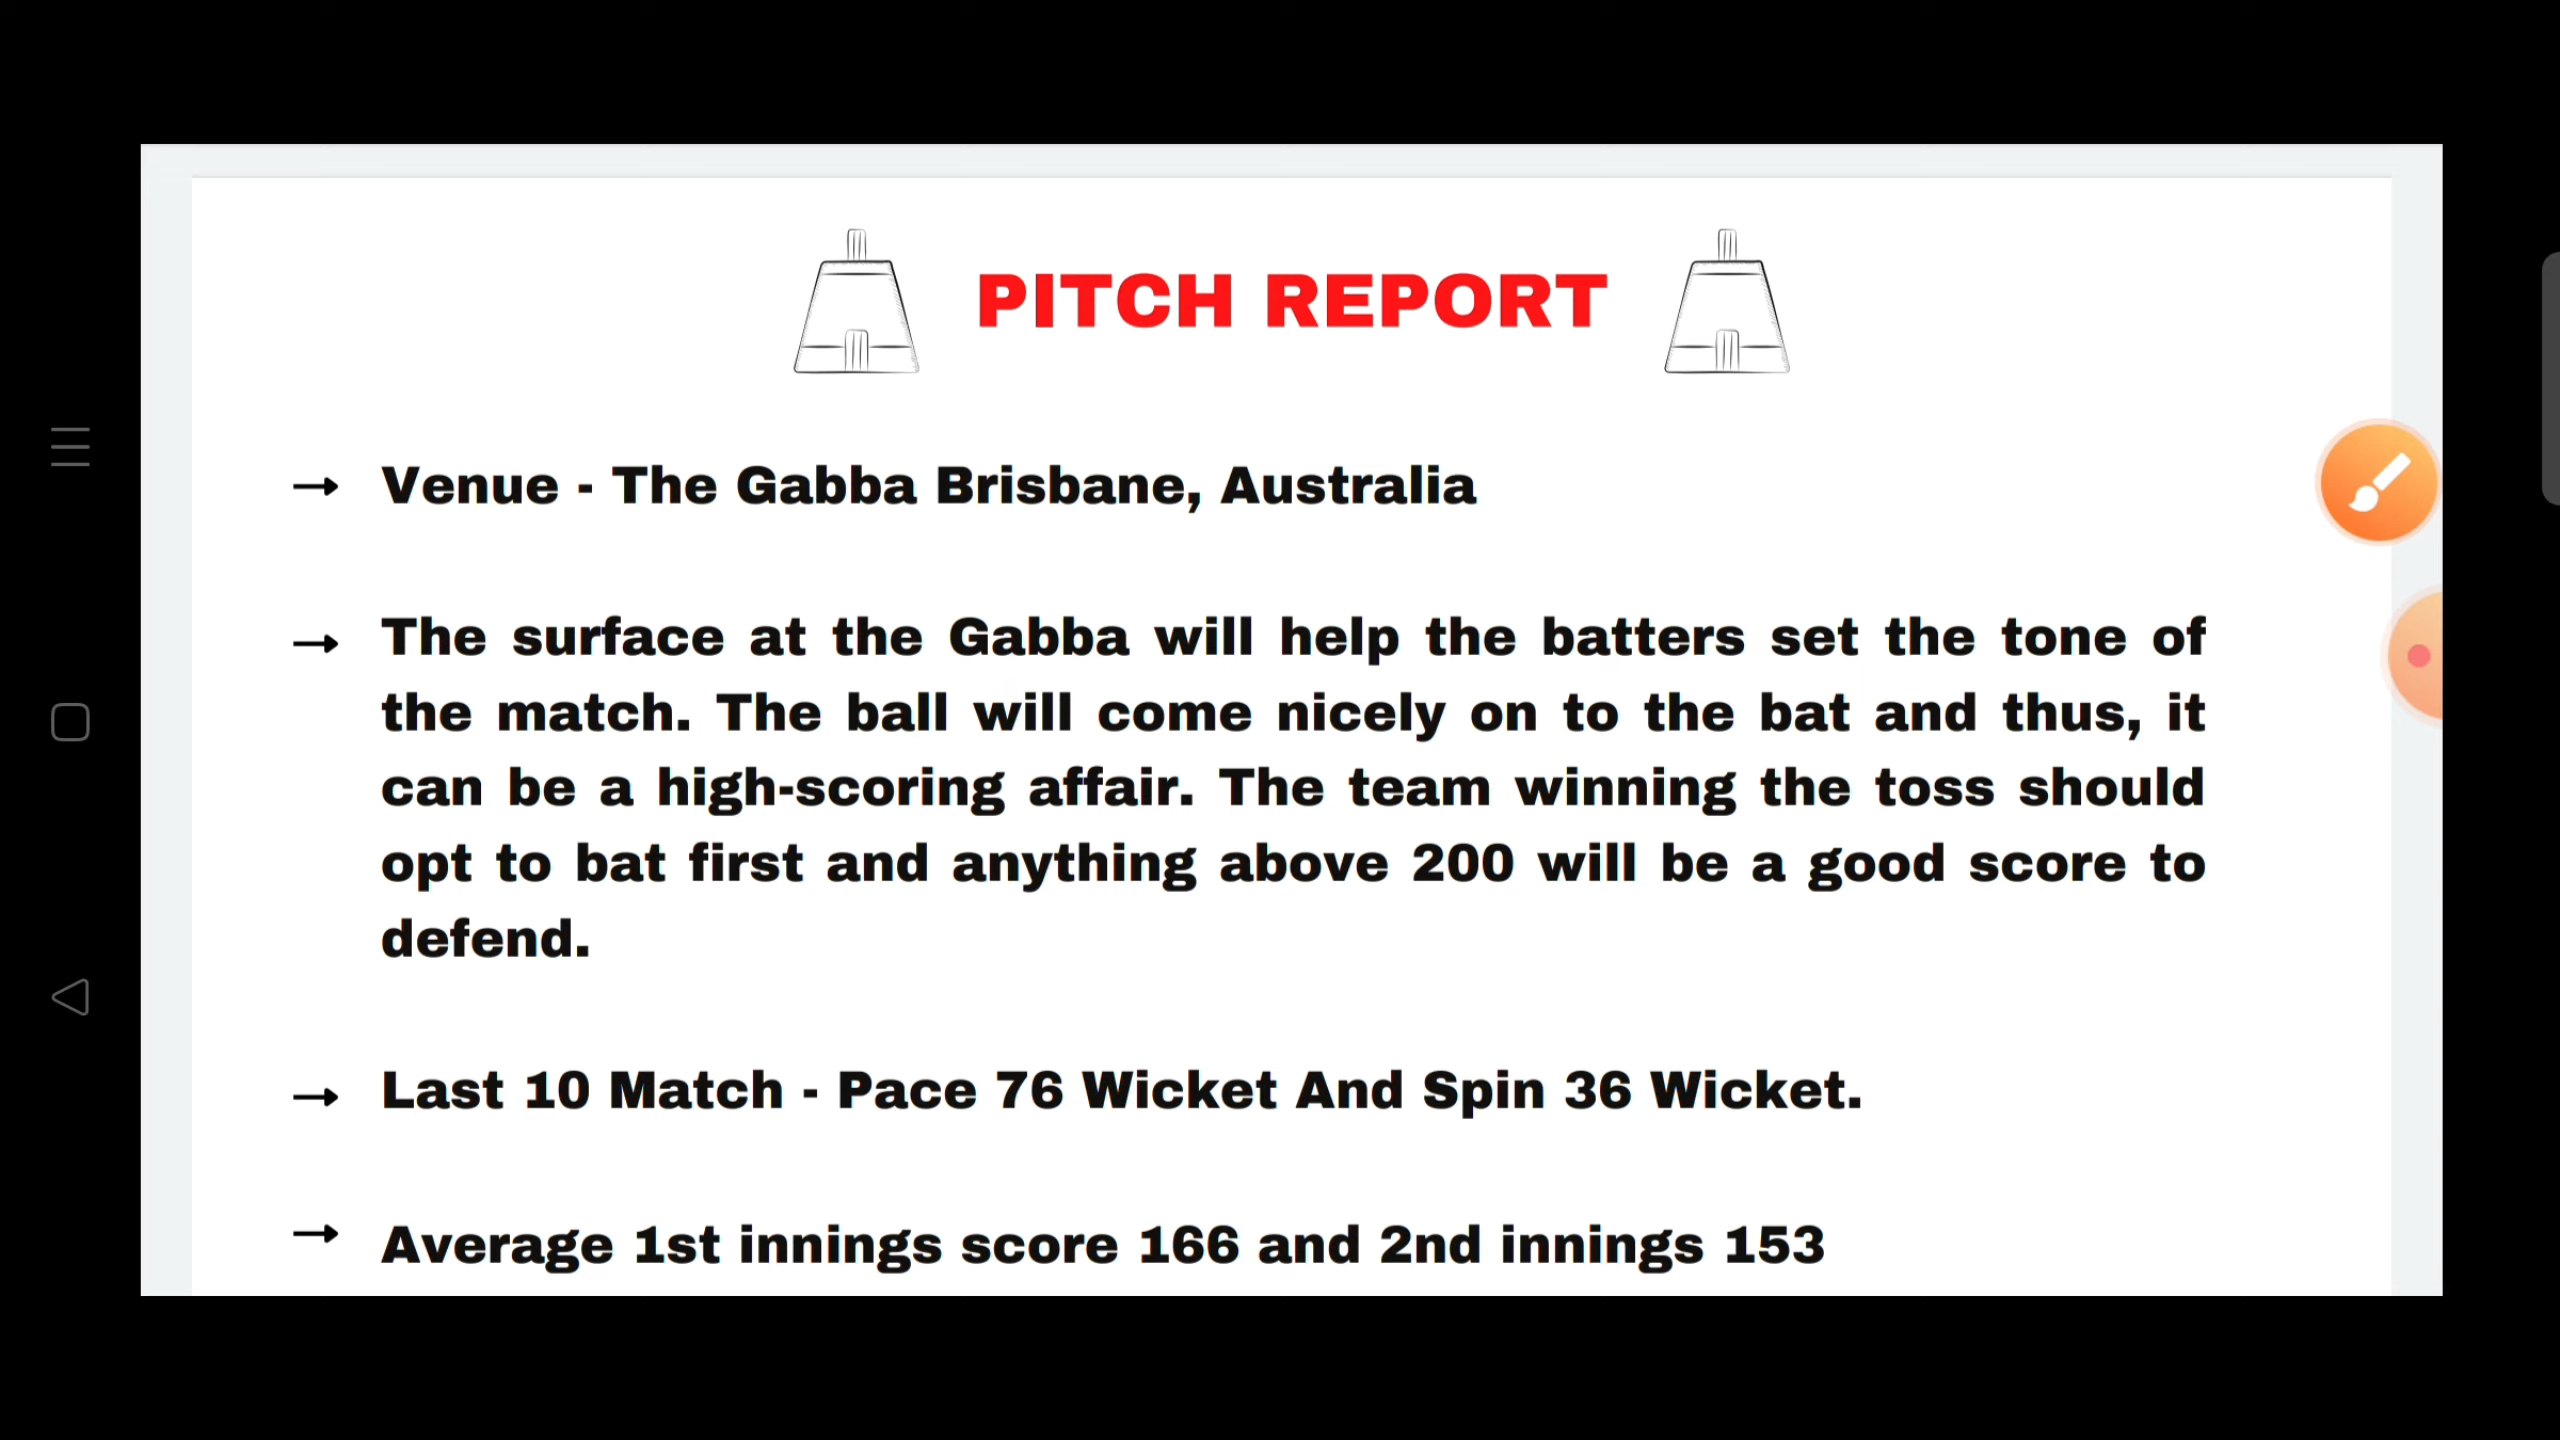 PITCH REPORT
→ Venue - The Gabba Brisbane, Australia
→ The surface at the Gabba will help the batters set the tone of
the match. The ball will come nicely on to the bat and thus, it
can be a high-scoring affair. The team winning the toss should
opt to bat first and anything above 200 will be a good score to
defend.
→ Last 10 Match - Pace 76 Wicket And Spin 36 Wicket.
→ Average 1st innings score 166 and 2nd innings 153